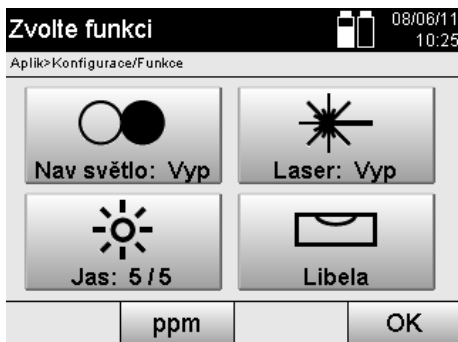 Zvolte funkci
08/06/11
10:25
Aplik>Konfigurace/Funkce
Nav světlo: Vyp
Laser: Vyp
Jas: 5/5
Libela
ppm
OK